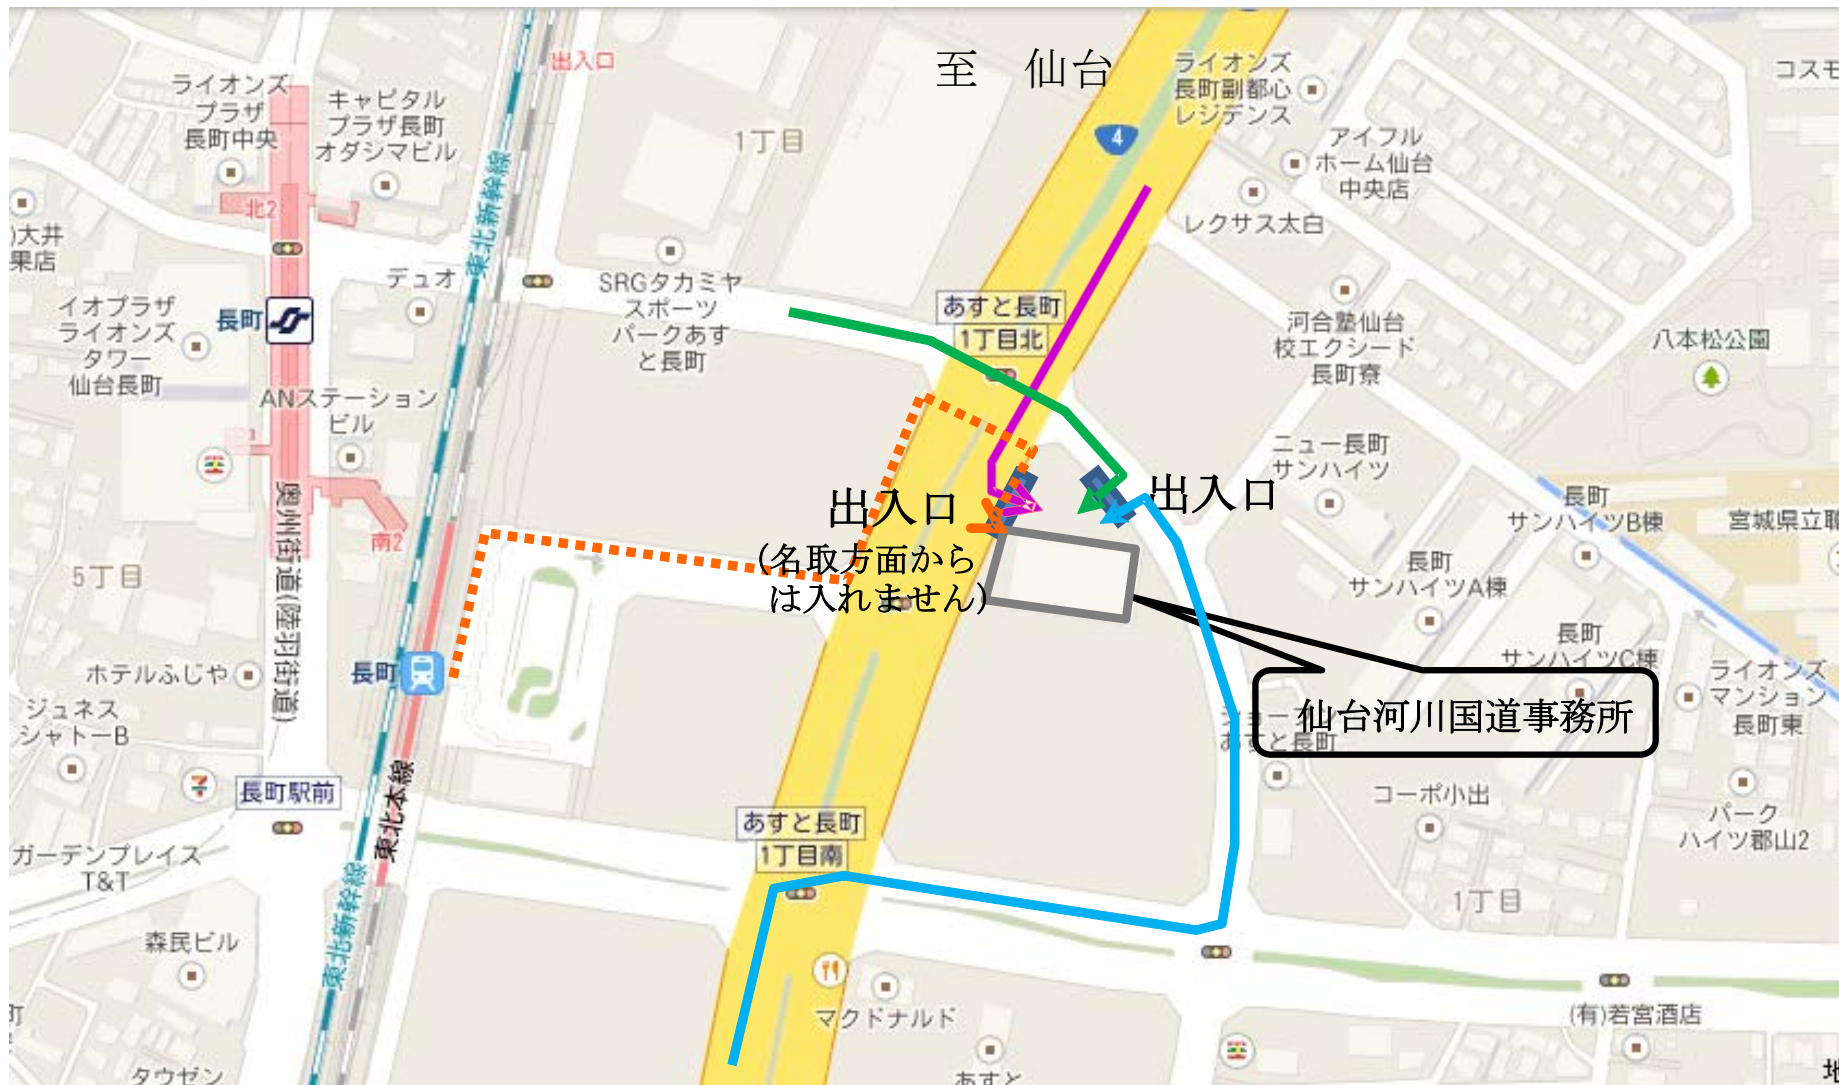 至　仙台
出入口
ライオンズ
プラザ
長町中央
キャピタル
プラザ長町
オダシマビル
1丁目
4
ライオンズ
長町副都心
レジデンス
コスモ
アイフル
ホーム仙台
中央店
レクサス太白
北2
東北新幹線
)大井
果店
デュオ
SRGタカミヤ
スポーツ
パークあす
と長町
あすと長町
1丁目北
イオプラザ
ライオンズ
タワー
仙台長町
長町
河合塾仙台
校エクシード
長町寮
八本松公園
ANステーション
ビル
ニュー長町
サンハイツ
出入口
(名取方面から
は入れません)
出入口
長町
サンハイツB棟
宮城県立聴
奥州街道(陸羽街道)
南2
5丁目
長町
サンハイツA棟
長町
サンハイツC棟
ホテルふじや
長町
ライオンズ
マンション
長町東
仙台河川国道事務所
あすと長町
ジュネス
シャトーB
長町駅前
東北本線
あすと長町
1丁目南
コーポ小出
パーク
ハイツ郡山2
ガーデンプレイス
T&T
東北新幹線
1丁目
森民ビル
マクドナルド
(有)若宮酒店
町
タウゼン
あすと
地